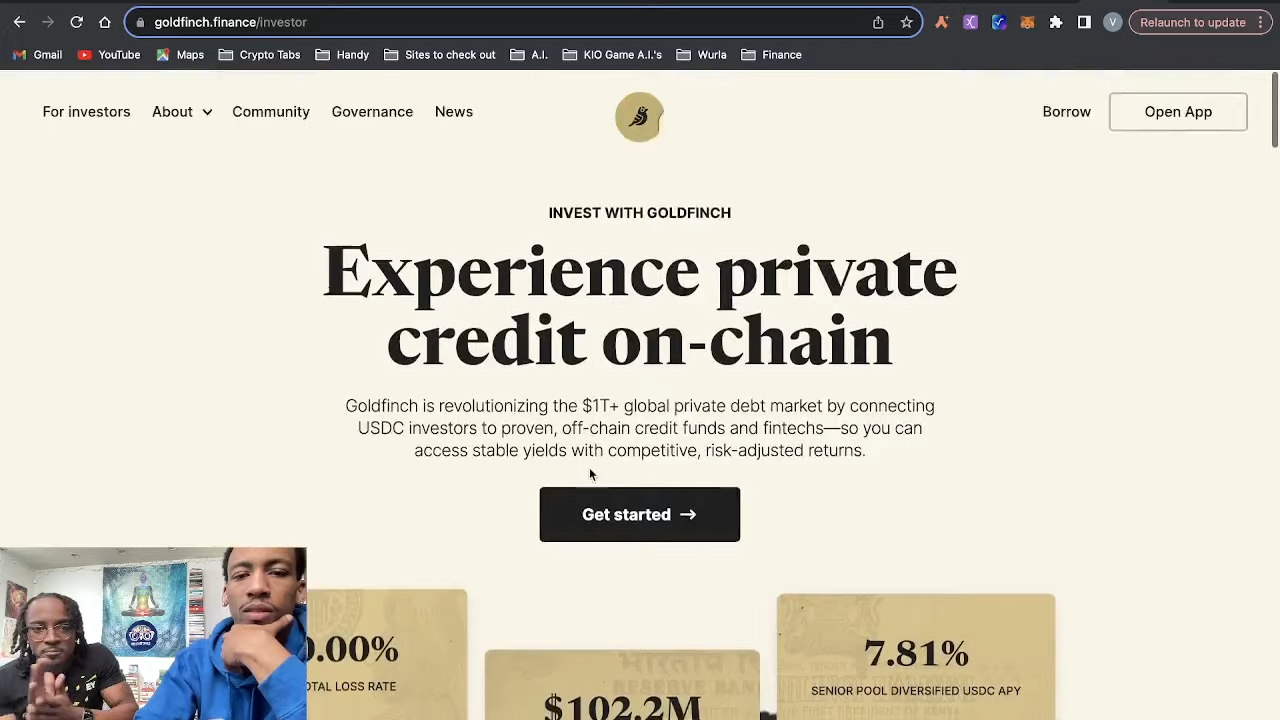 goldfinch.finance/investor
V
Relaunch to update
Gmail
YouTube
Maps
Crypto Tabs
Handy
Sites to check out
A.I.
KIO Game A.I.'s
Wurla
Finance
For investors
About
Community
Governance
News
Borrow
Open App
INVEST WITH GOLDFINCH
Experience private
credit on-chain
Goldfinch is revolutionizing the $1T+ global private debt market by connecting
USDC investors to proven, off-chain credit funds and fintechs—so you can
access stable yields with competitive, risk-adjusted returns.
Get started →
.00%
OTAL LOSS RATE
$102.2M
7.81%
SENIOR POOL DIVERSIFIED USDC APY